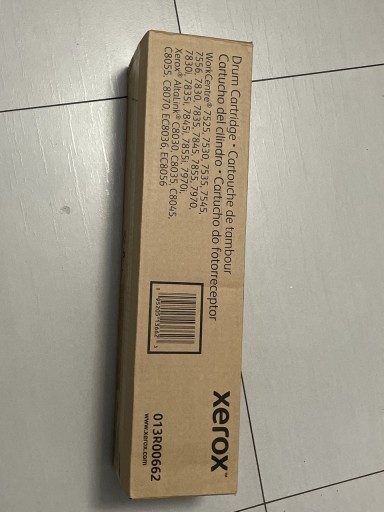 Drum Cartridge • Cartouche de tambour
Cartucho del cilindro • Cartucho do fotorreceptor
WorkCentre® 7525, 7530, 7535, 7545,
7556, 7830, 7835, 7845, 7855, 7970,
7830i, 7835i, 7845i, 7855i, 7970i,
Xerox® AltaLink® C8030, C8035, C8045,
C8055, C8070, EC8036, EC8056
xerox™
013R00662
www.xerox.com